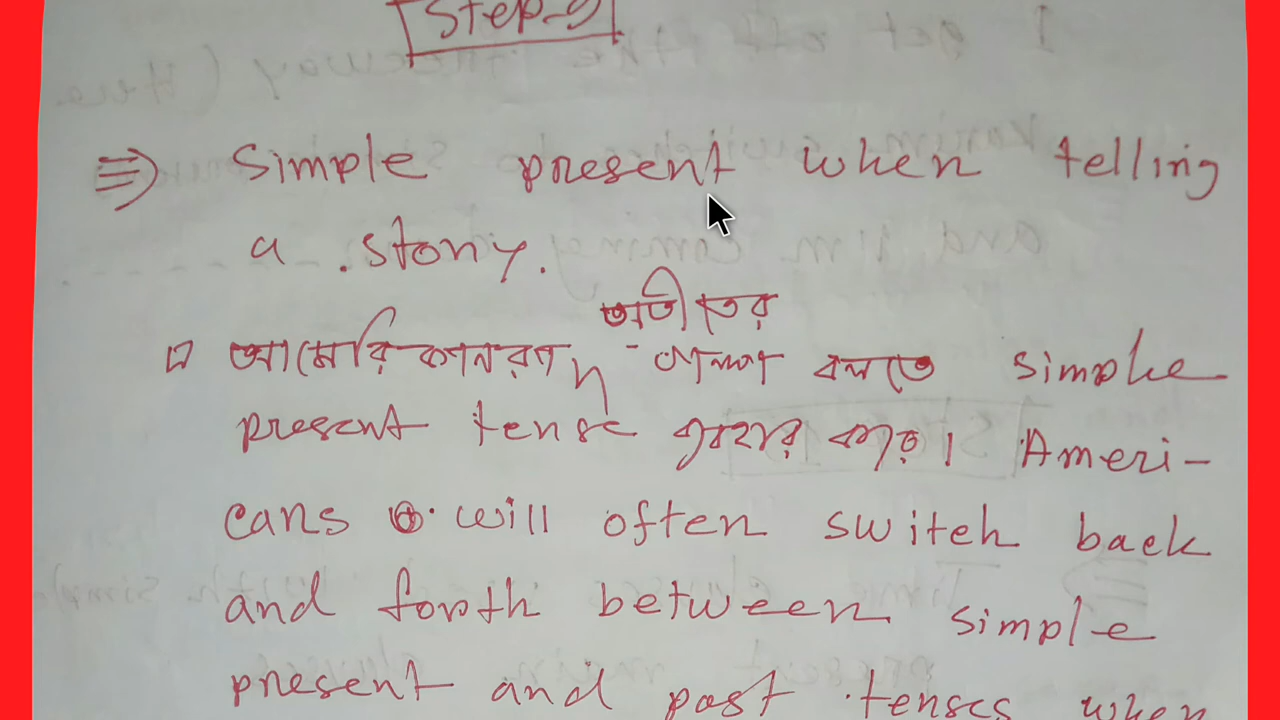 Step-9
⇒ Simple present when telling
a story.
অতীতের
□ আমেরিকানরা গল্প বলতে simple
present tense ব্যবহার করে। Ameri-
cans will often switch back
and forth between simple
present and past tenses when